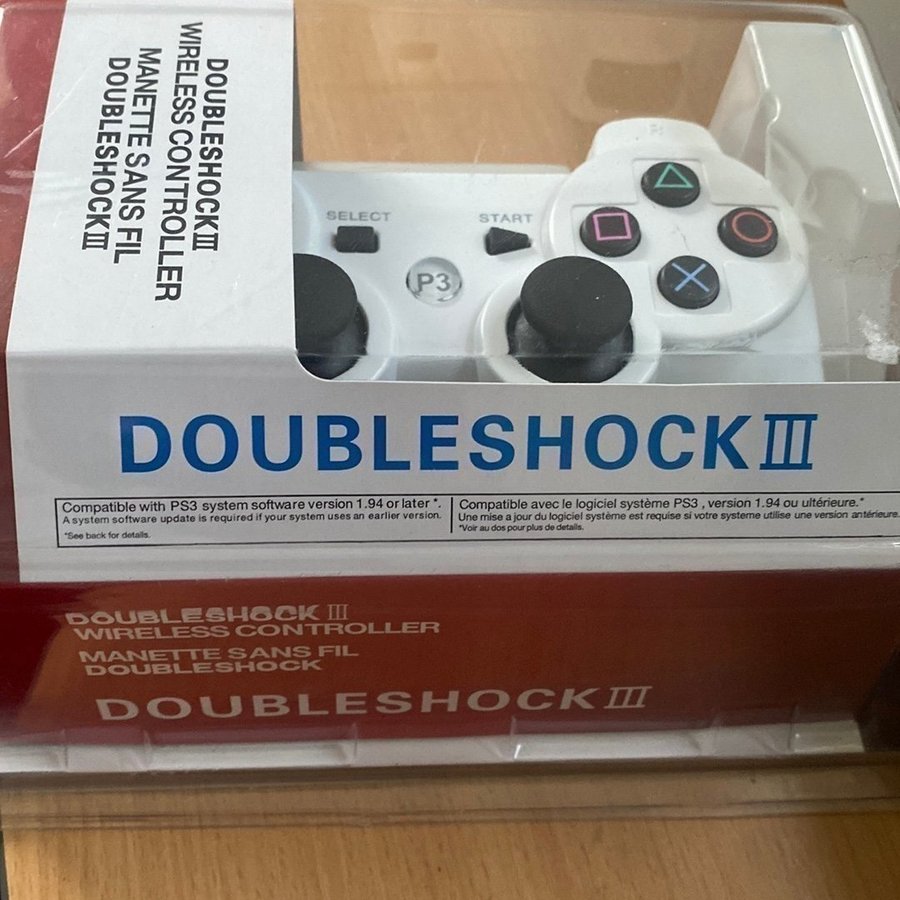 DOUBLESHOCKⅢ
WIRELESS CONTROLLER
MANETTE SANS FIL
DOUBLESHOCKⅢ
SELECT
START
P3
DOUBLESHOCKⅢ
Compatible with PS3 system software version 1.94 or later *.
A system software update is required if your system uses an earlier version.
*See back for details.
Compatible avec le logiciel système PS3 , version 1.94 ou ultérieure.*
Une mise a jour du logiciel système est requise si votre systeme utilise une version antérieure.
*Voir au dos pour plus de details.
DOUBLESHOCK Ⅲ
WIRELESS CONTROLLER
MANETTE SANS FIL
DOUBLESHOCK
DOUBLESHOCKⅢ